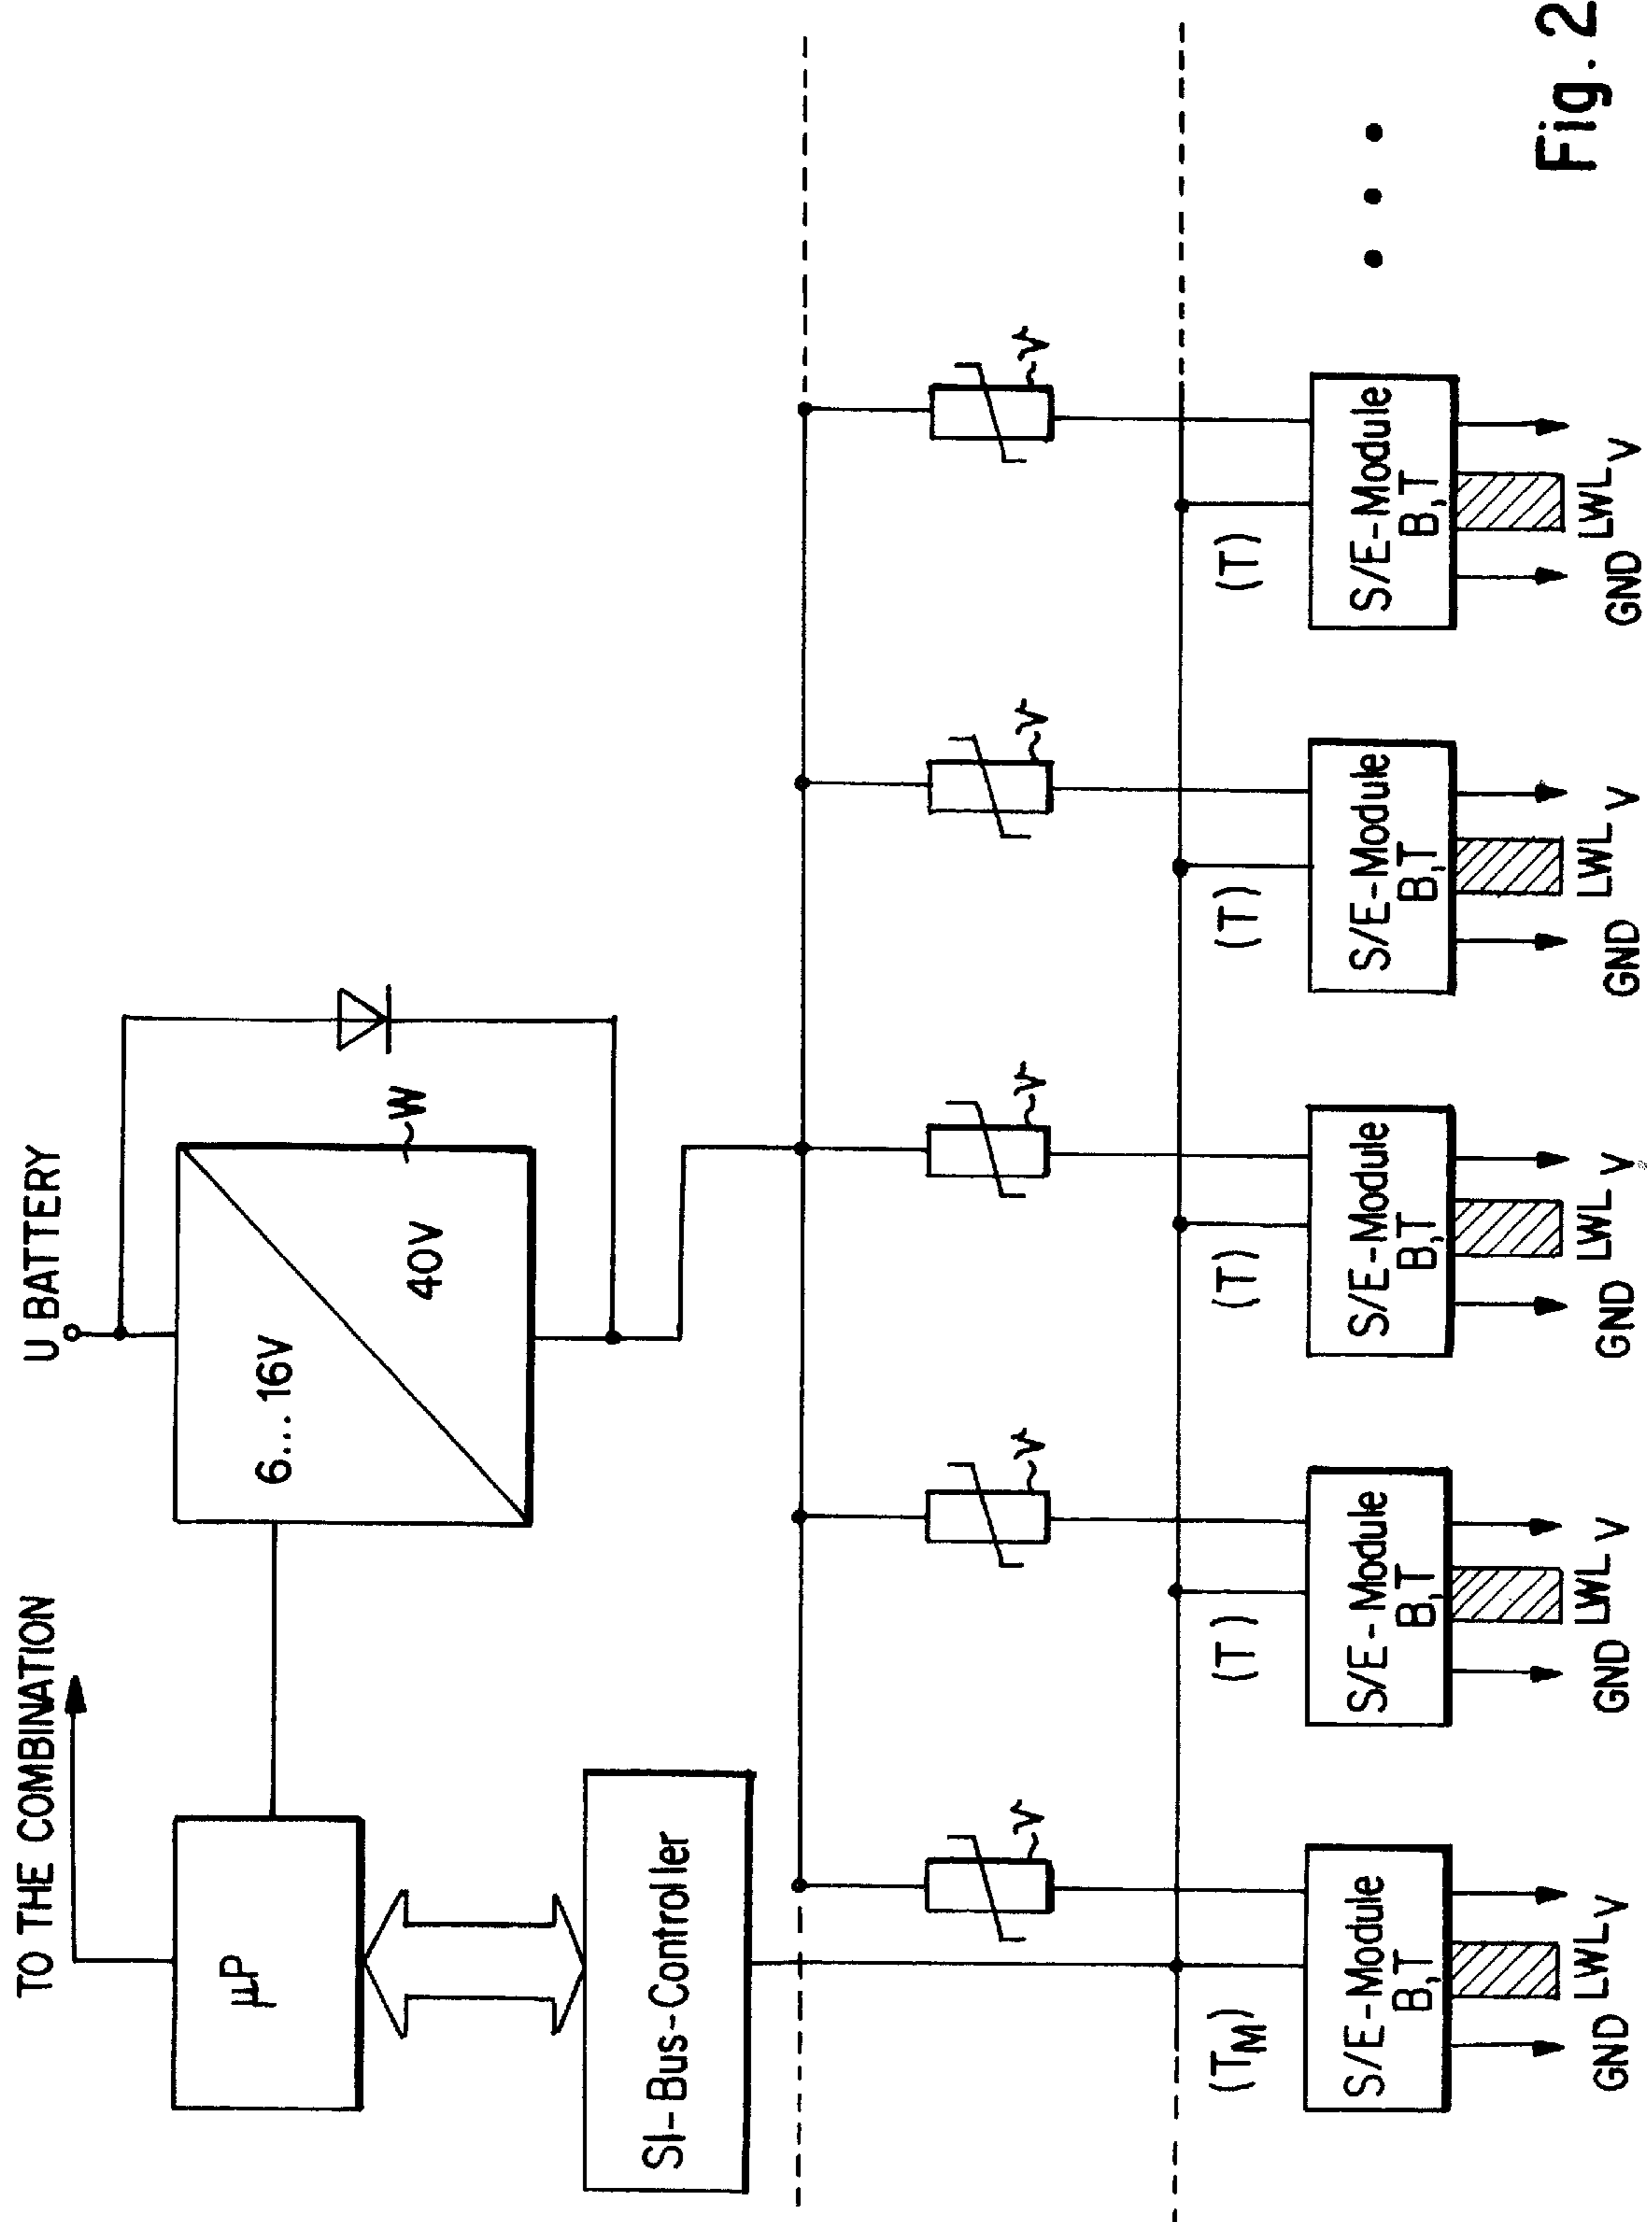 TO THE COMBINATION
U BATTERY
µP
6...16V
40V
W
SI-Bus-Controller
V
V
V
V
V
(TM)
(T)
(T)
(T)
(T)
S/E-Module
B,T
S/E-Module
B,T
S/E-Module
B,T
S/E-Module
B,T
S/E-Module
B,T
GND LWL V
GND LWL V
GND LWL V
GND LWL V
GND LWL V
Fig. 2